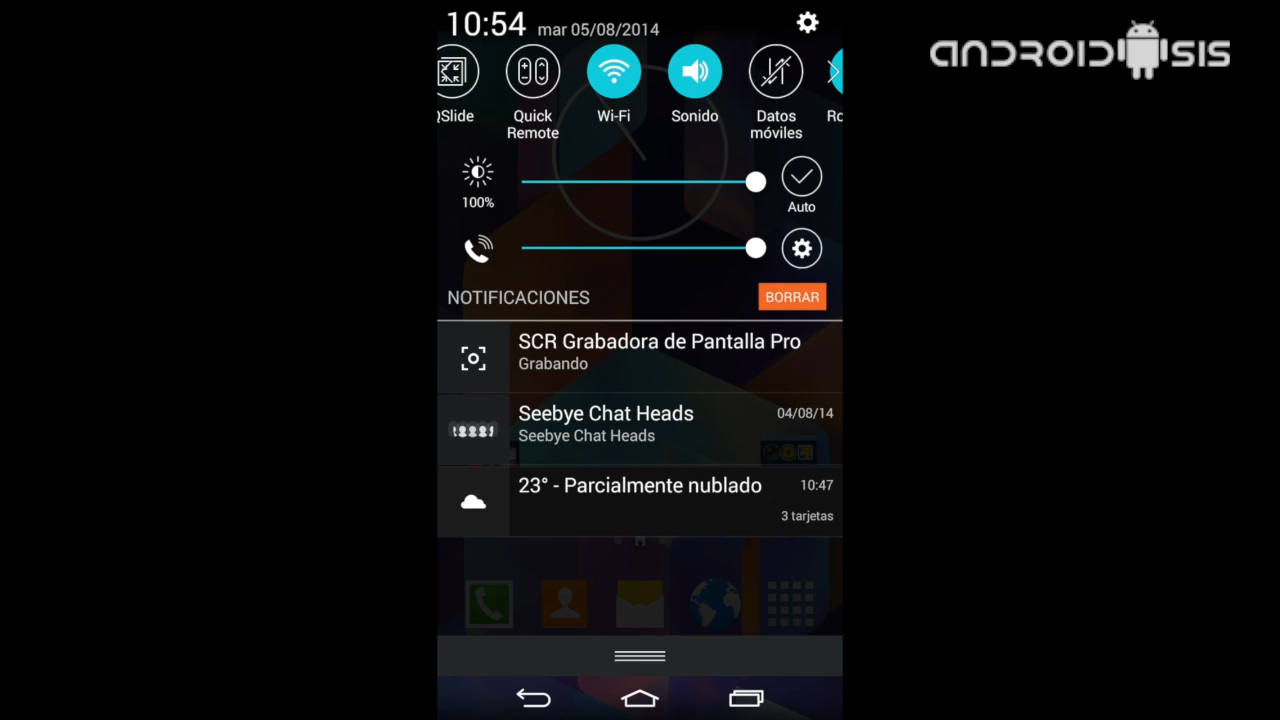 10:54 mar 05/08/2014
ANDROIDSIS
QSlide
Quick Remote
Wi-Fi
Sonido
Datos móviles
100%
Auto
NOTIFICACIONES
BORRAR
SCR Grabadora de Pantalla Pro
Grabando
Seebye Chat Heads 04/08/14
Seebye Chat Heads
23° - Parcialmente nublado 10:47
3 tarjetas